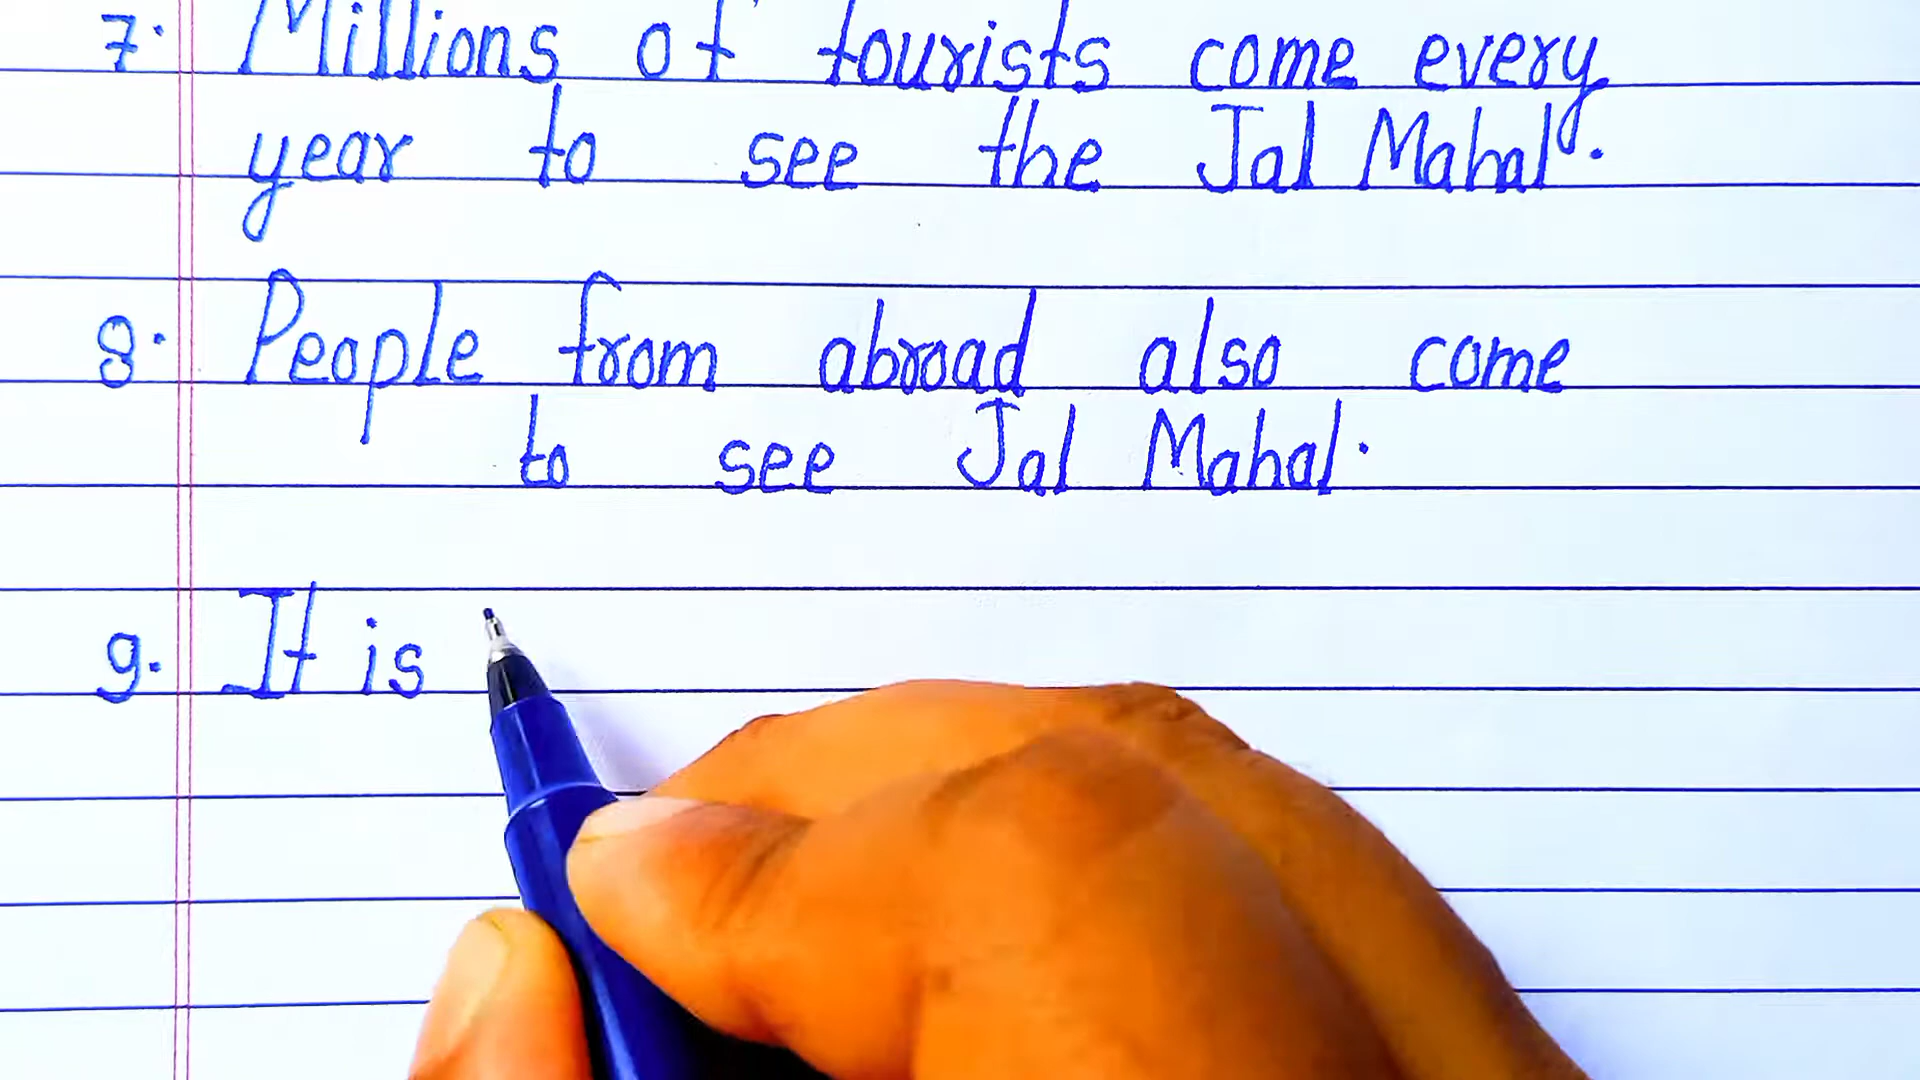 7. Millions of tourists come every
year to see the Jal Mahal.
8. People from abroad also come
to see Jal Mahal.
9. It is